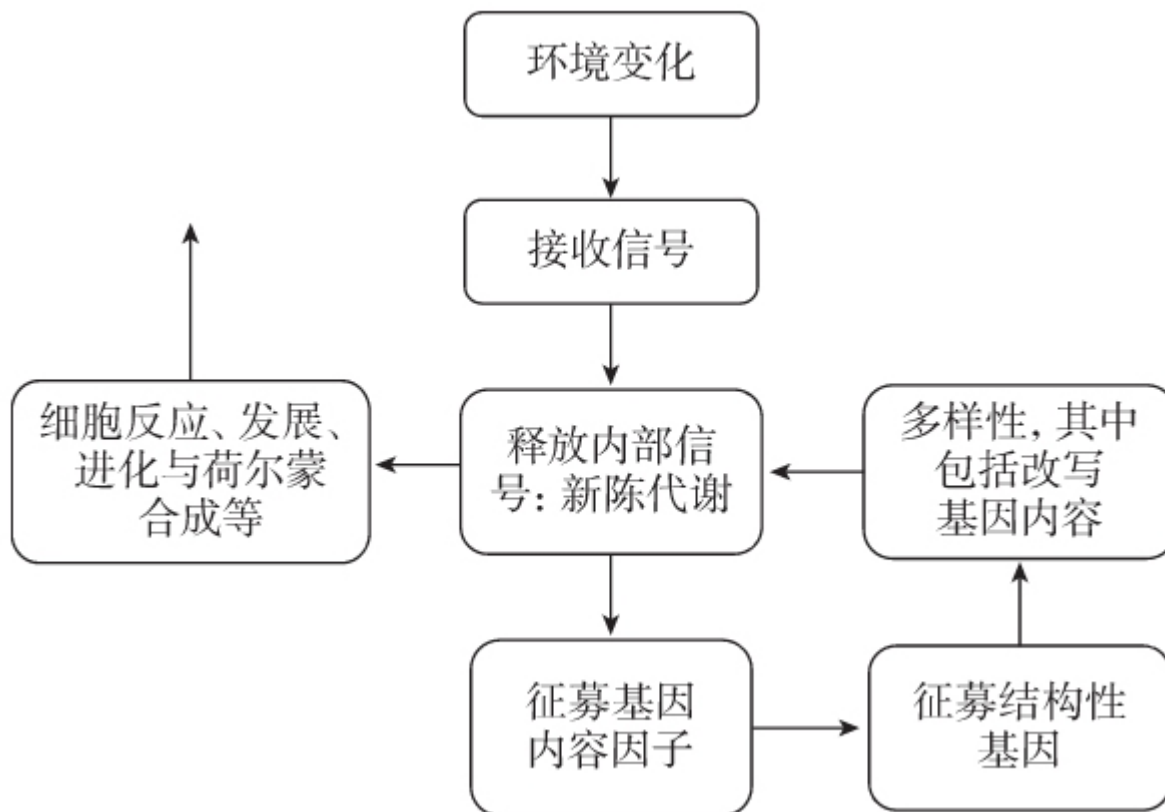 环境变化
接收信号
细胞反应、发展、
进化与荷尔蒙
合成等
释放内部信
号：新陈代谢
多样性，其中
包括改写
基因内容
征募基因
内容因子
征募结构性
基因